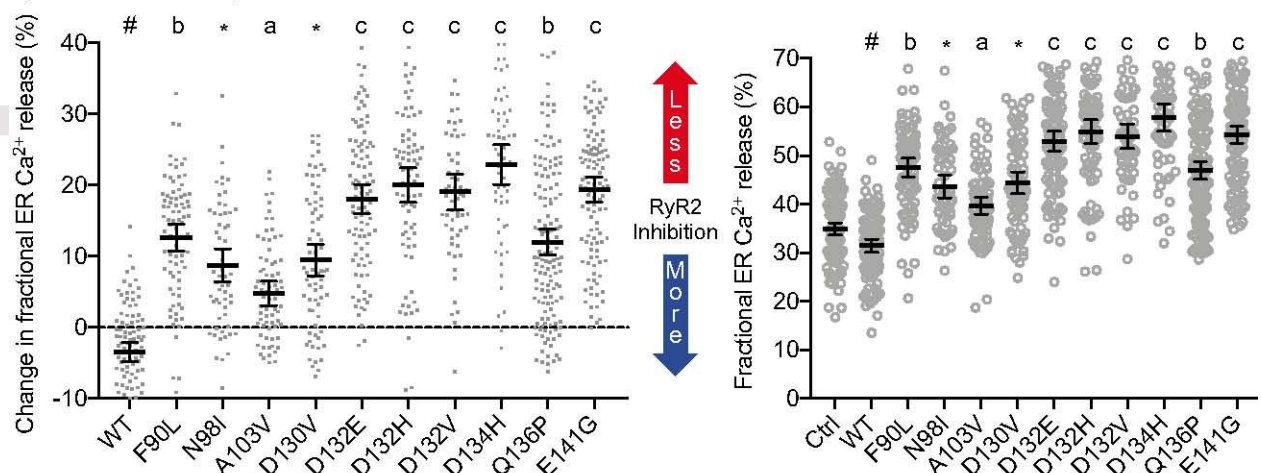 Change in fractional ER Ca²⁺ release (%)
# b * a * c c c c b c
40
30
20
10
0
-10
WT F90L N98I A103V D130V D132E D132H D132V D134H Q136P E141G
Less
RyR2
Inhibition
More
Fractional ER Ca²⁺ release (%)
# b * a * c c c c b c
70
60
50
40
30
20
10
0
Ctrl WT F90L N98I A103V D130V D132E D132H D132V D134H Q136P E141G